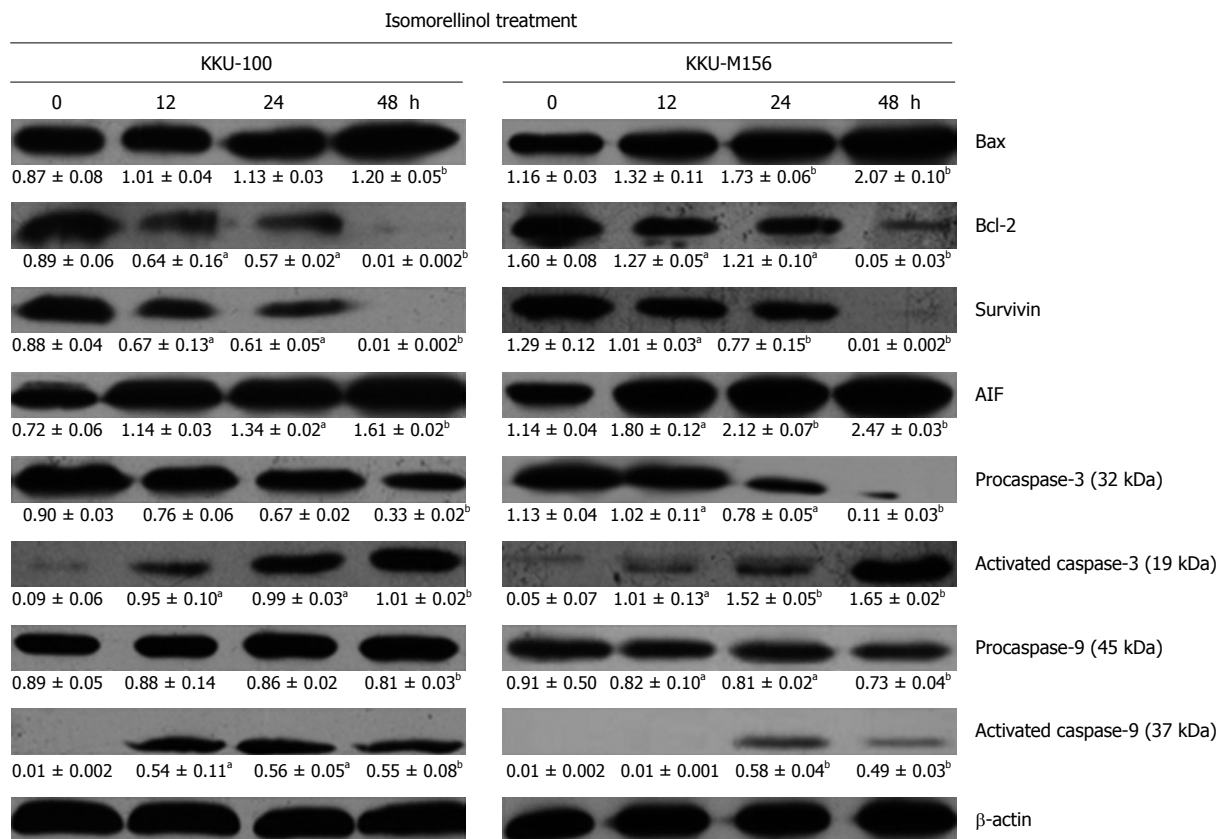 Isomorellinol treatment
KKU-100 KKU-M156
0 12 24 48 h 0 12 24 48 h
Bax
0.87 ± 0.08 1.01 ± 0.04 1.13 ± 0.03 1.20 ± 0.05ᵇ 1.16 ± 0.03 1.32 ± 0.11 1.73 ± 0.06ᵇ 2.07 ± 0.10ᵇ
Bcl-2
0.89 ± 0.06 0.64 ± 0.16ᵃ 0.57 ± 0.02ᵃ 0.01 ± 0.002ᵇ 1.60 ± 0.08 1.27 ± 0.05ᵃ 1.21 ± 0.10ᵃ 0.05 ± 0.03ᵇ
Survivin
0.88 ± 0.04 0.67 ± 0.13ᵃ 0.61 ± 0.05ᵃ 0.01 ± 0.002ᵇ 1.29 ± 0.12 1.01 ± 0.03ᵃ 0.77 ± 0.15ᵇ 0.01 ± 0.002ᵇ
AIF
0.72 ± 0.06 1.14 ± 0.03 1.34 ± 0.02ᵃ 1.61 ± 0.02ᵇ 1.14 ± 0.04 1.80 ± 0.12ᵃ 2.12 ± 0.07ᵇ 2.47 ± 0.03ᵇ
Procaspase-3 (32 kDa)
0.90 ± 0.03 0.76 ± 0.06 0.67 ± 0.02 0.33 ± 0.02ᵇ 1.13 ± 0.04 1.02 ± 0.11ᵃ 0.78 ± 0.05ᵃ 0.11 ± 0.03ᵇ
Activated caspase-3 (19 kDa)
0.09 ± 0.06 0.95 ± 0.10ᵃ 0.99 ± 0.03ᵃ 1.01 ± 0.02ᵇ 0.05 ± 0.07 1.01 ± 0.13ᵃ 1.52 ± 0.05ᵇ 1.65 ± 0.02ᵇ
Procaspase-9 (45 kDa)
0.89 ± 0.05 0.88 ± 0.14 0.86 ± 0.02 0.81 ± 0.03ᵇ 0.91 ± 0.50 0.82 ± 0.10ᵃ 0.81 ± 0.02ᵃ 0.73 ± 0.04ᵇ
Activated caspase-9 (37 kDa)
0.01 ± 0.002 0.54 ± 0.11ᵃ 0.56 ± 0.05ᵃ 0.55 ± 0.08ᵇ 0.01 ± 0.002 0.01 ± 0.001 0.58 ± 0.04ᵇ 0.49 ± 0.03ᵇ
β-actin